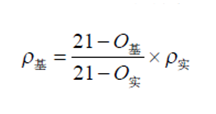 ρ基 = (21 − O基) / (21 − O实) × ρ实